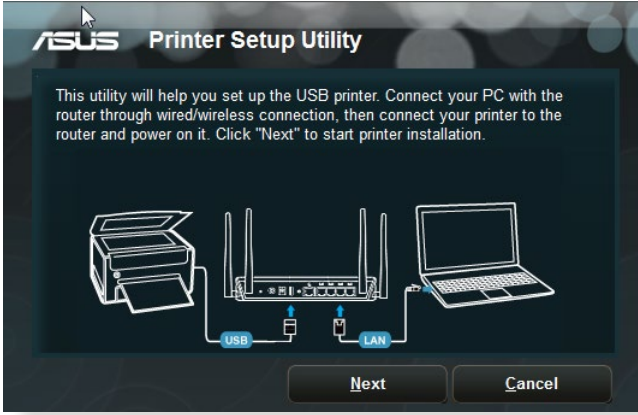 ASUS Printer Setup Utility
This utility will help you set up the USB printer. Connect your PC with the
router through wired/wireless connection, then connect your printer to the
router and power on it. Click "Next" to start printer installation.
USB LAN
Next Cancel